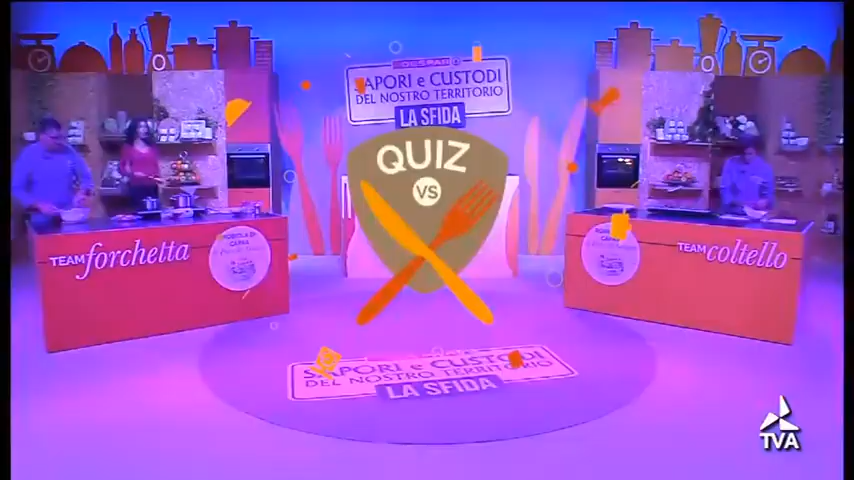 DESPAR
SAPORI e CUSTODI
DEL NOSTRO TERRITORIO
LA SFIDA
QUIZ
VS
TEAM forchetta
TEAM coltello
SAPORI e CUSTODI
DEL NOSTRO TERRITORIO
LA SFIDA
TVA